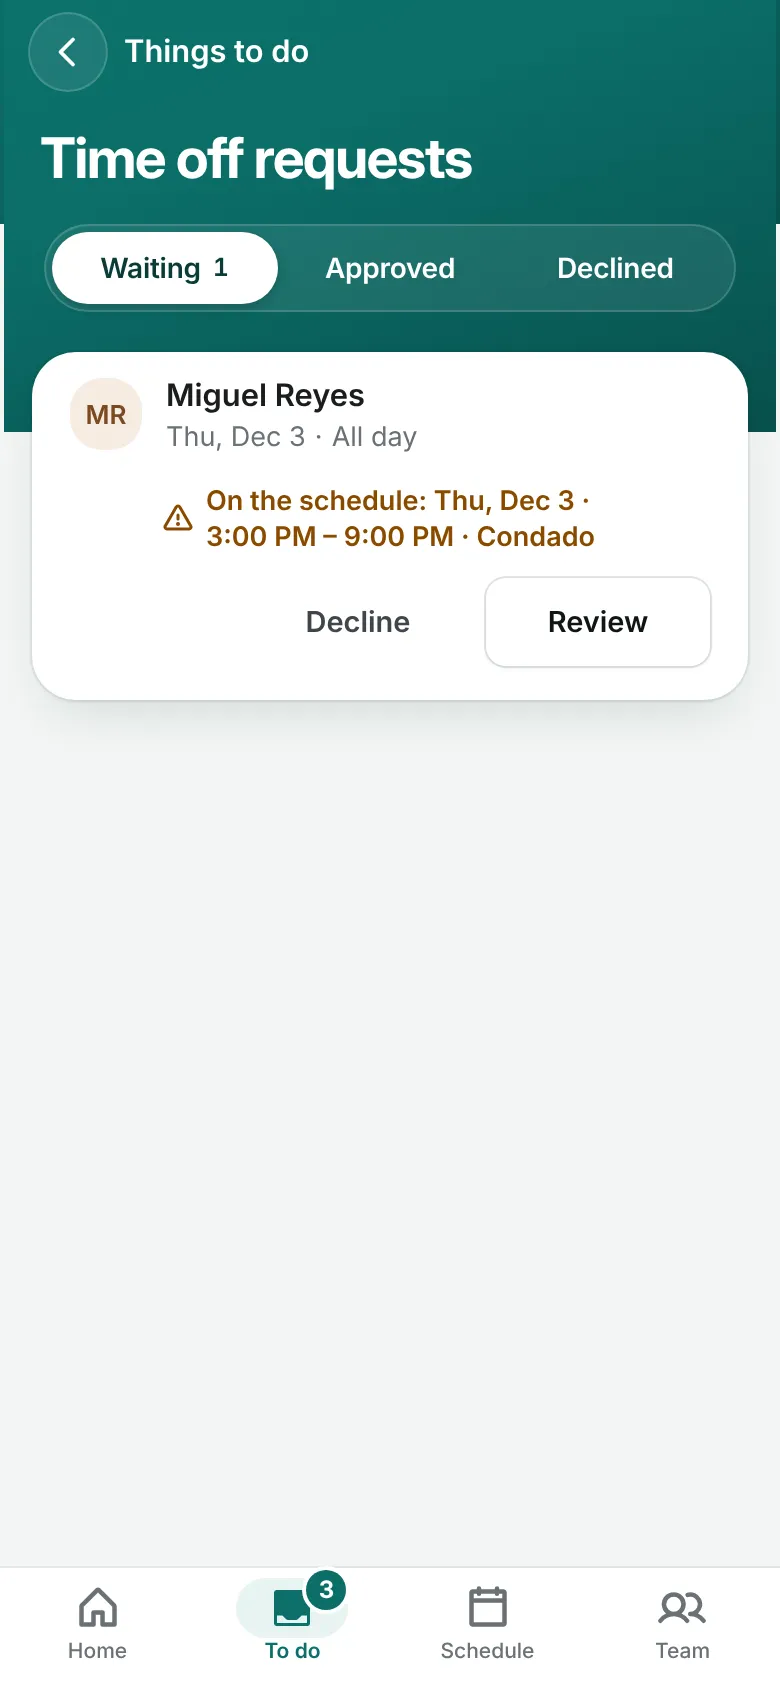 Things to do
Time off requests
Waiting 1
Approved
Declined
MR
Miguel Reyes
Thu, Dec 3 · All day
On the schedule: Thu, Dec 3 ·
3:00 PM – 9:00 PM · Condado
Decline
Review
3
Home
To do
Schedule
Team